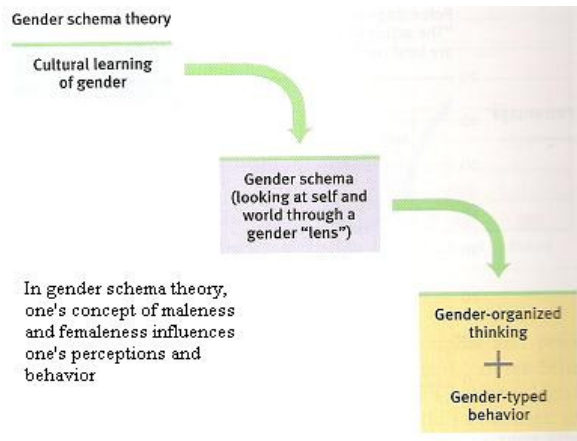 Gender schema theory
Cultural learning
of gender
Gender schema
(looking at self and
world through a
gender "lens")
In gender schema theory,
one's concept of maleness
and femaleness influences
one's perceptions and
behavior
Gender-organized
thinking
+
Gender-typed
behavior